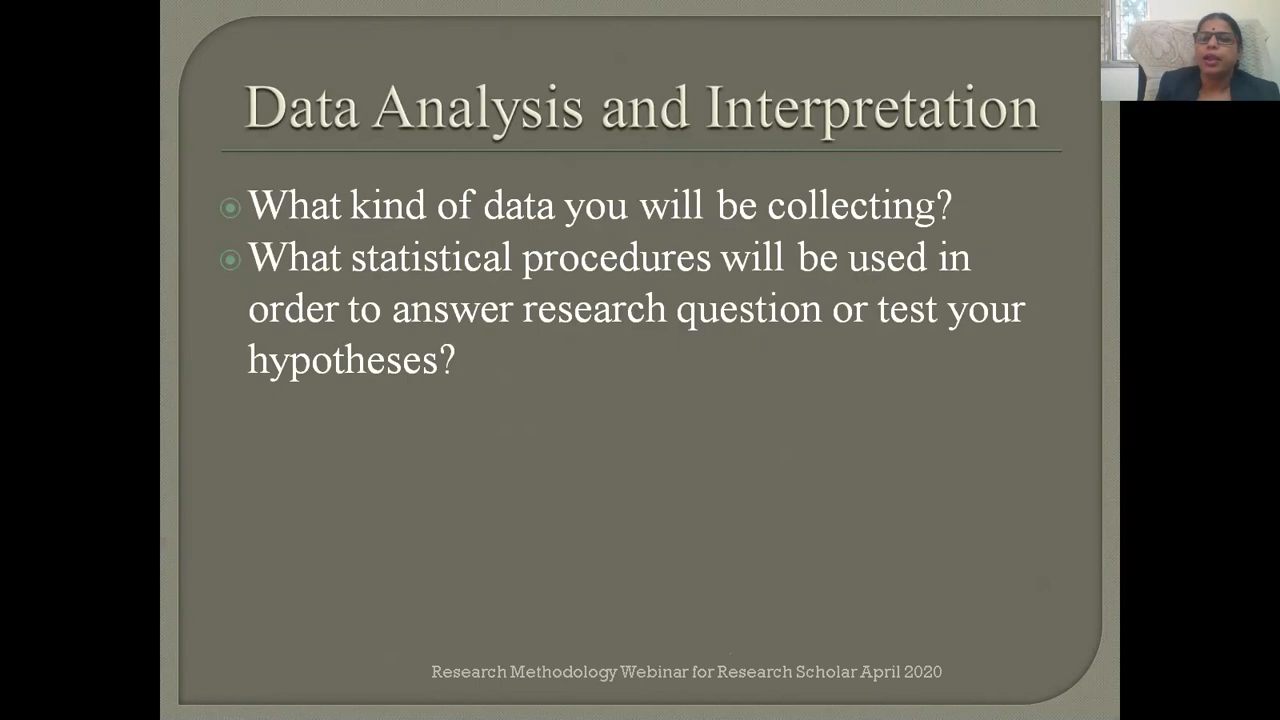 Data Analysis and Interpretation
What kind of data you will be collecting?
What statistical procedures will be used in
order to answer research question or test your
hypotheses?
Research Methodology Webinar for Research Scholar April 2020